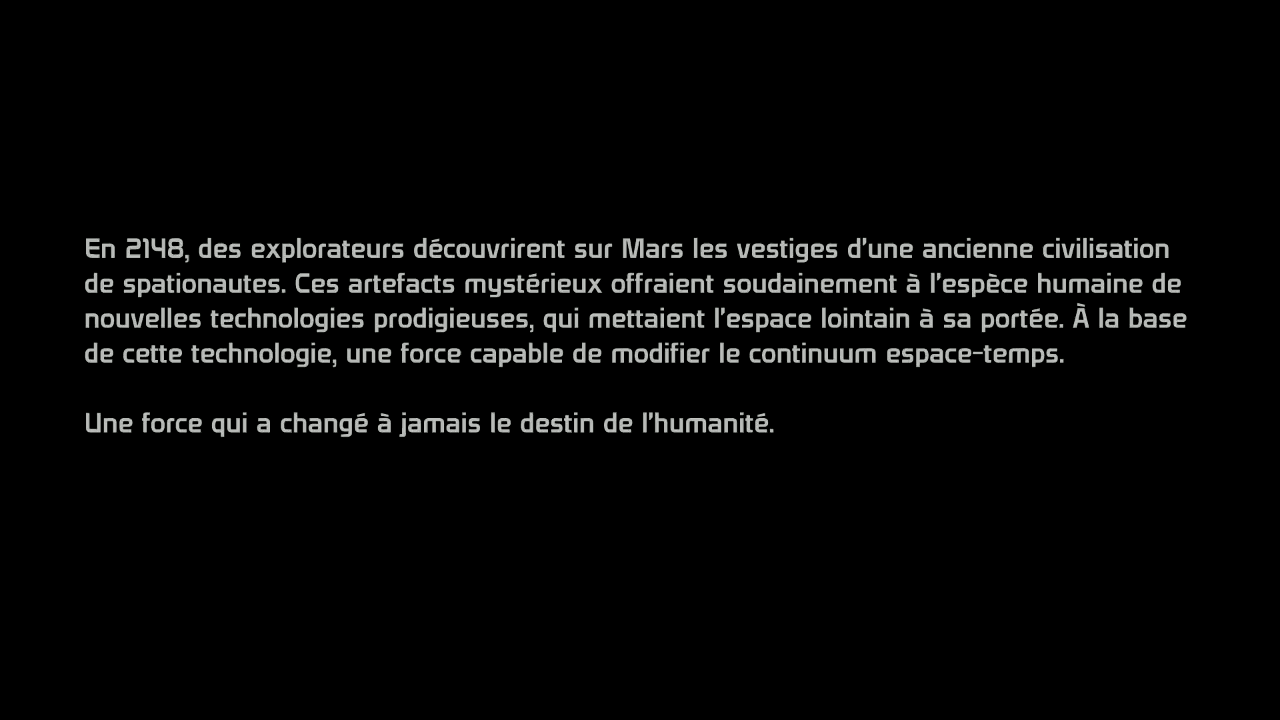 En 2148, des explorateurs découvrirent sur Mars les vestiges d'une ancienne civilisation
de spationautes. Ces artefacts mystérieux offraient soudainement à l'espèce humaine de
nouvelles technologies prodigieuses, qui mettaient l'espace lointain à sa portée. À la base
de cette technologie, une force capable de modifier le continuum espace-temps.
Une force qui a changé à jamais le destin de l'humanité.